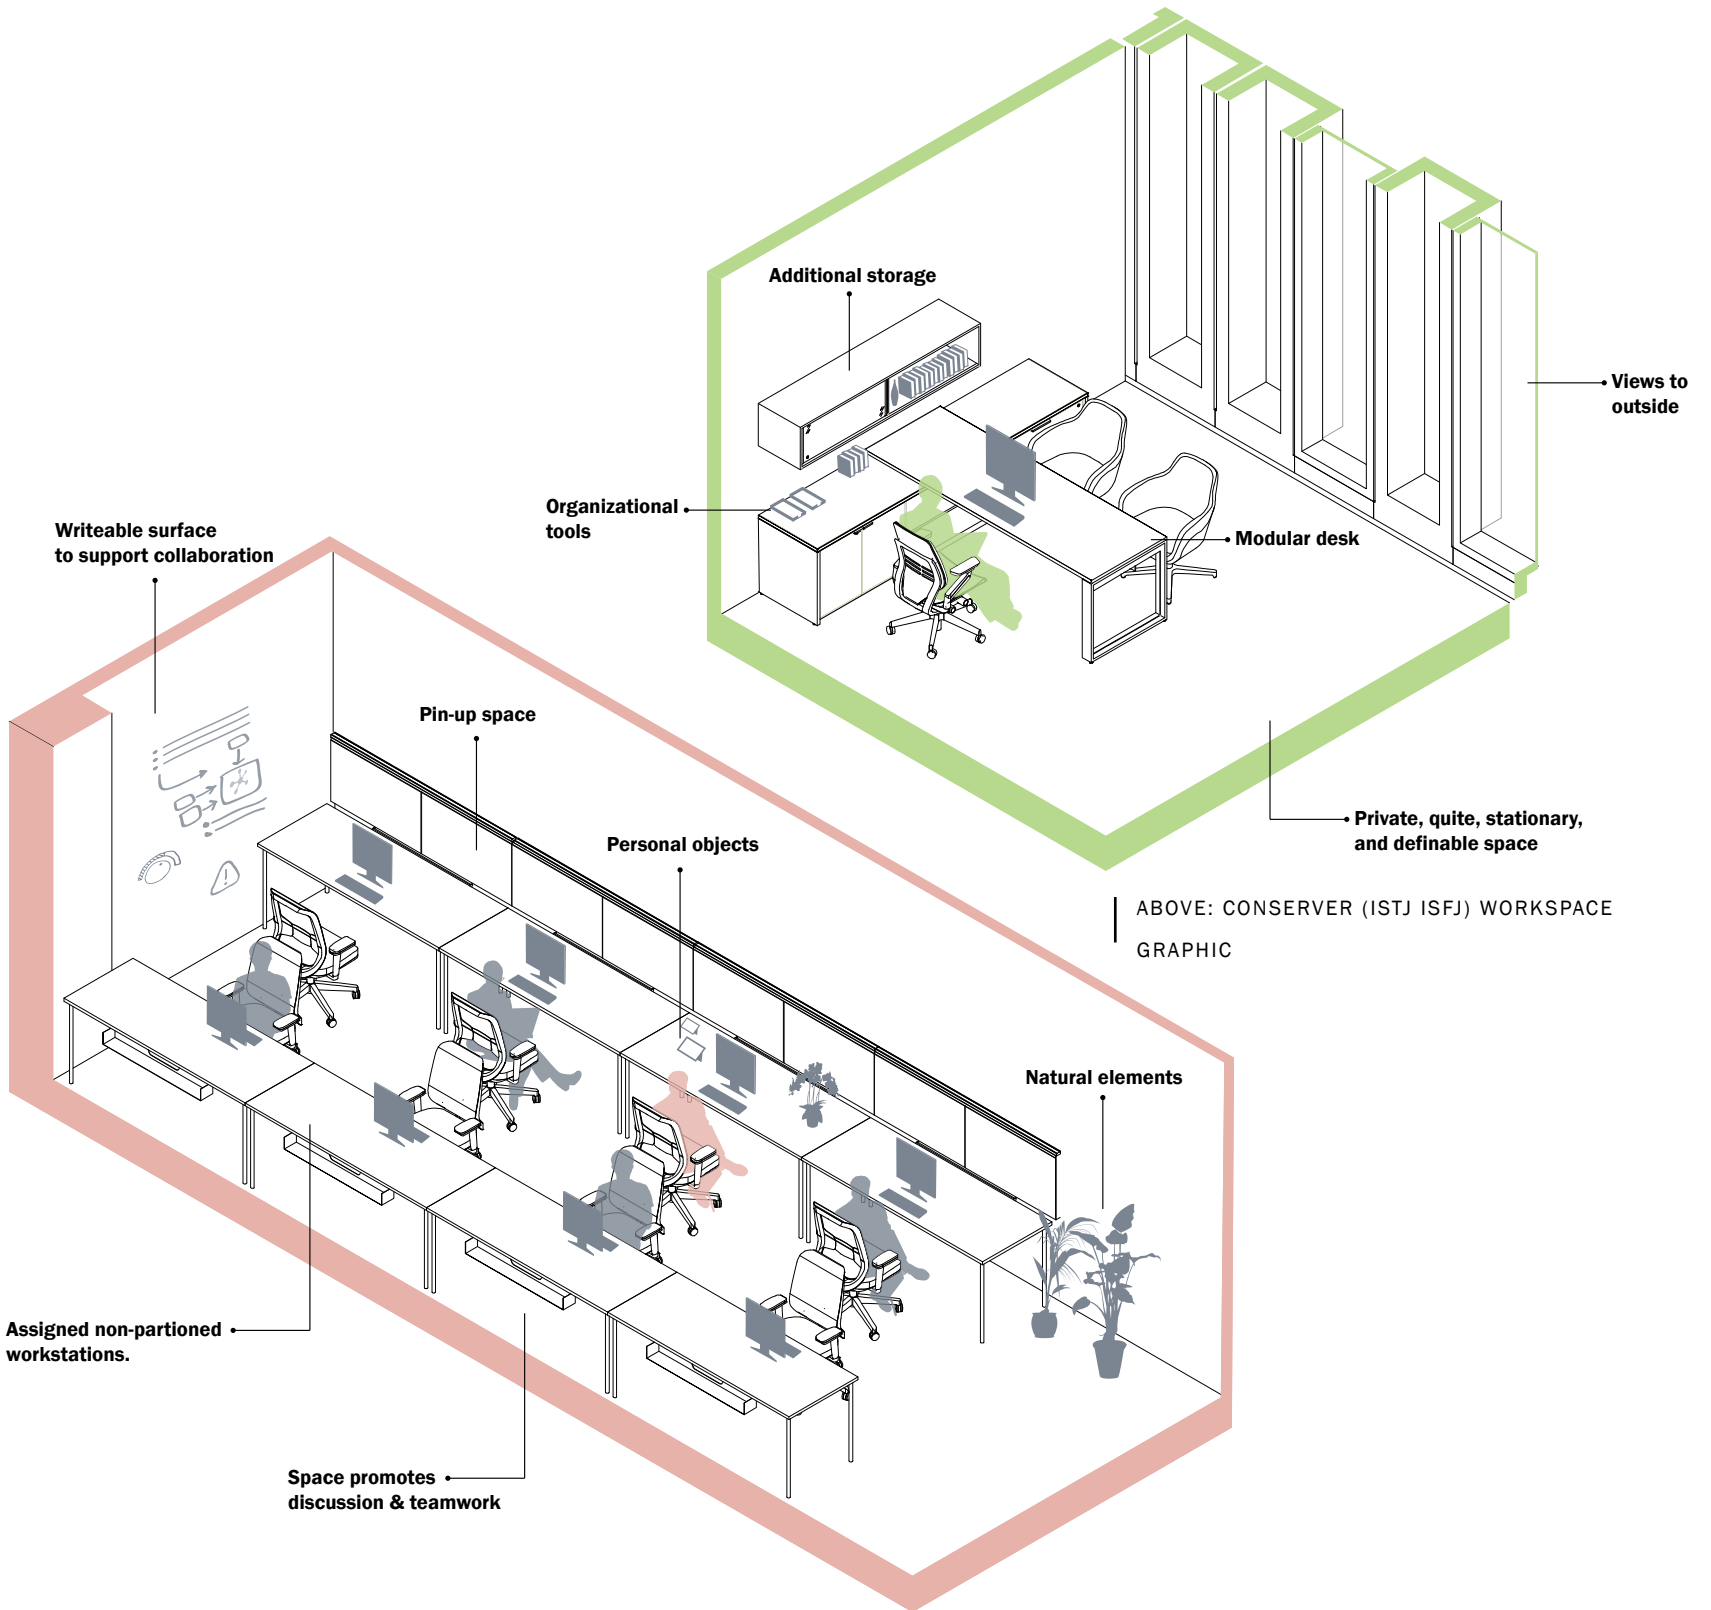 Additional storage
Views to
outside
Organizational
tools
Modular desk
Private, quite, stationary,
and definable space
ABOVE: CONSERVER (ISTJ ISFJ) WORKSPACE
GRAPHIC
Writeable surface
to support collaboration
Pin-up space
Personal objects
Natural elements
Assigned non-partioned
workstations.
Space promotes
discussion & teamwork